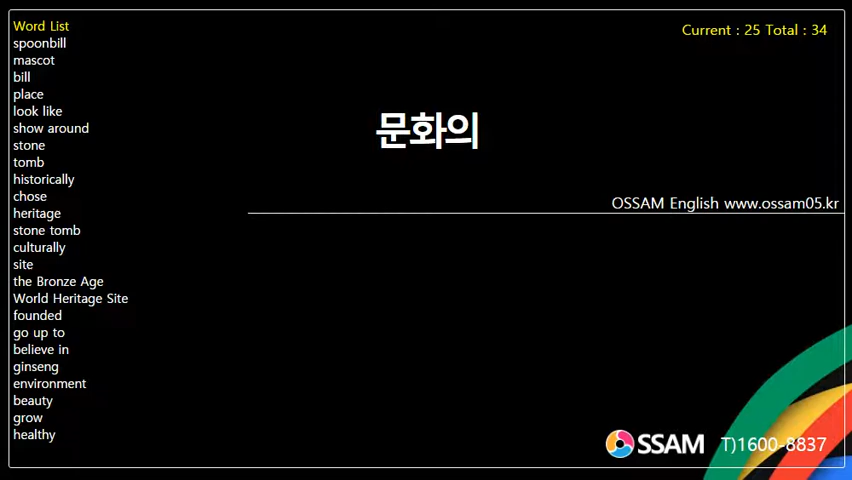 Word List
spoonbill
mascot
bill
place
look like
show around
stone
tomb
historically
chose
heritage
stone tomb
culturally
site
the Bronze Age
World Heritage Site
founded
go up to
believe in
ginseng
environment
beauty
grow
healthy
Current : 25 Total : 34
문화의
OSSAM English www.ossam05.kr
OSSAM T)1600-8837